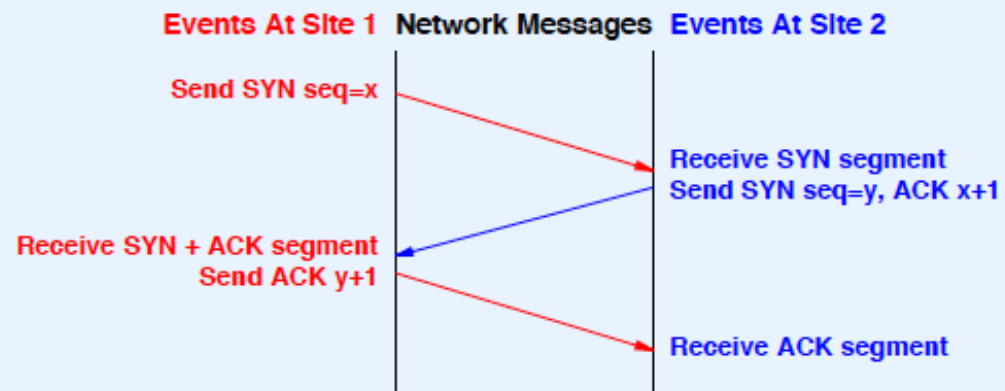 Events At Site 1 Network Messages Events At Site 2
Send SYN seq=x
Receive SYN segment
Send SYN seq=y, ACK x+1
Receive SYN + ACK segment
Send ACK y+1
Receive ACK segment